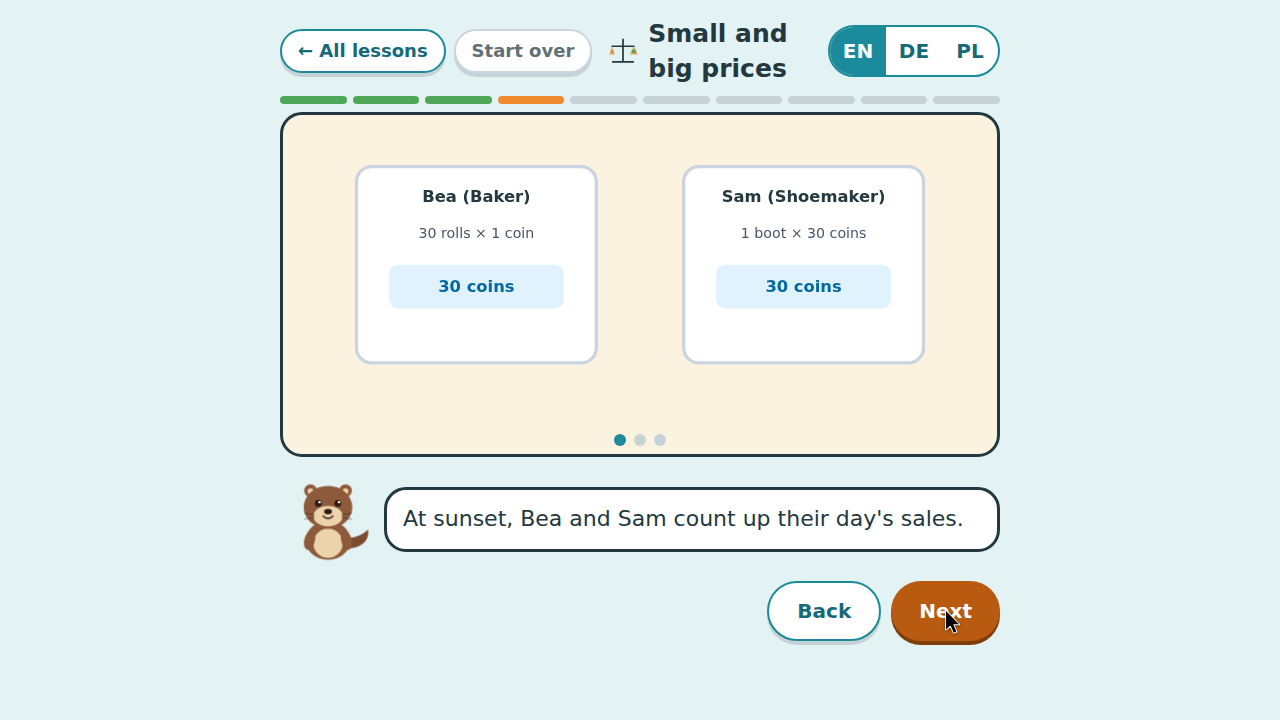 ← All lessons
Start over
Small and
big prices
EN
DE
PL
Bea (Baker)
30 rolls × 1 coin
30 coins
Sam (Shoemaker)
1 boot × 30 coins
30 coins
At sunset, Bea and Sam count up their day's sales.
Back
Next